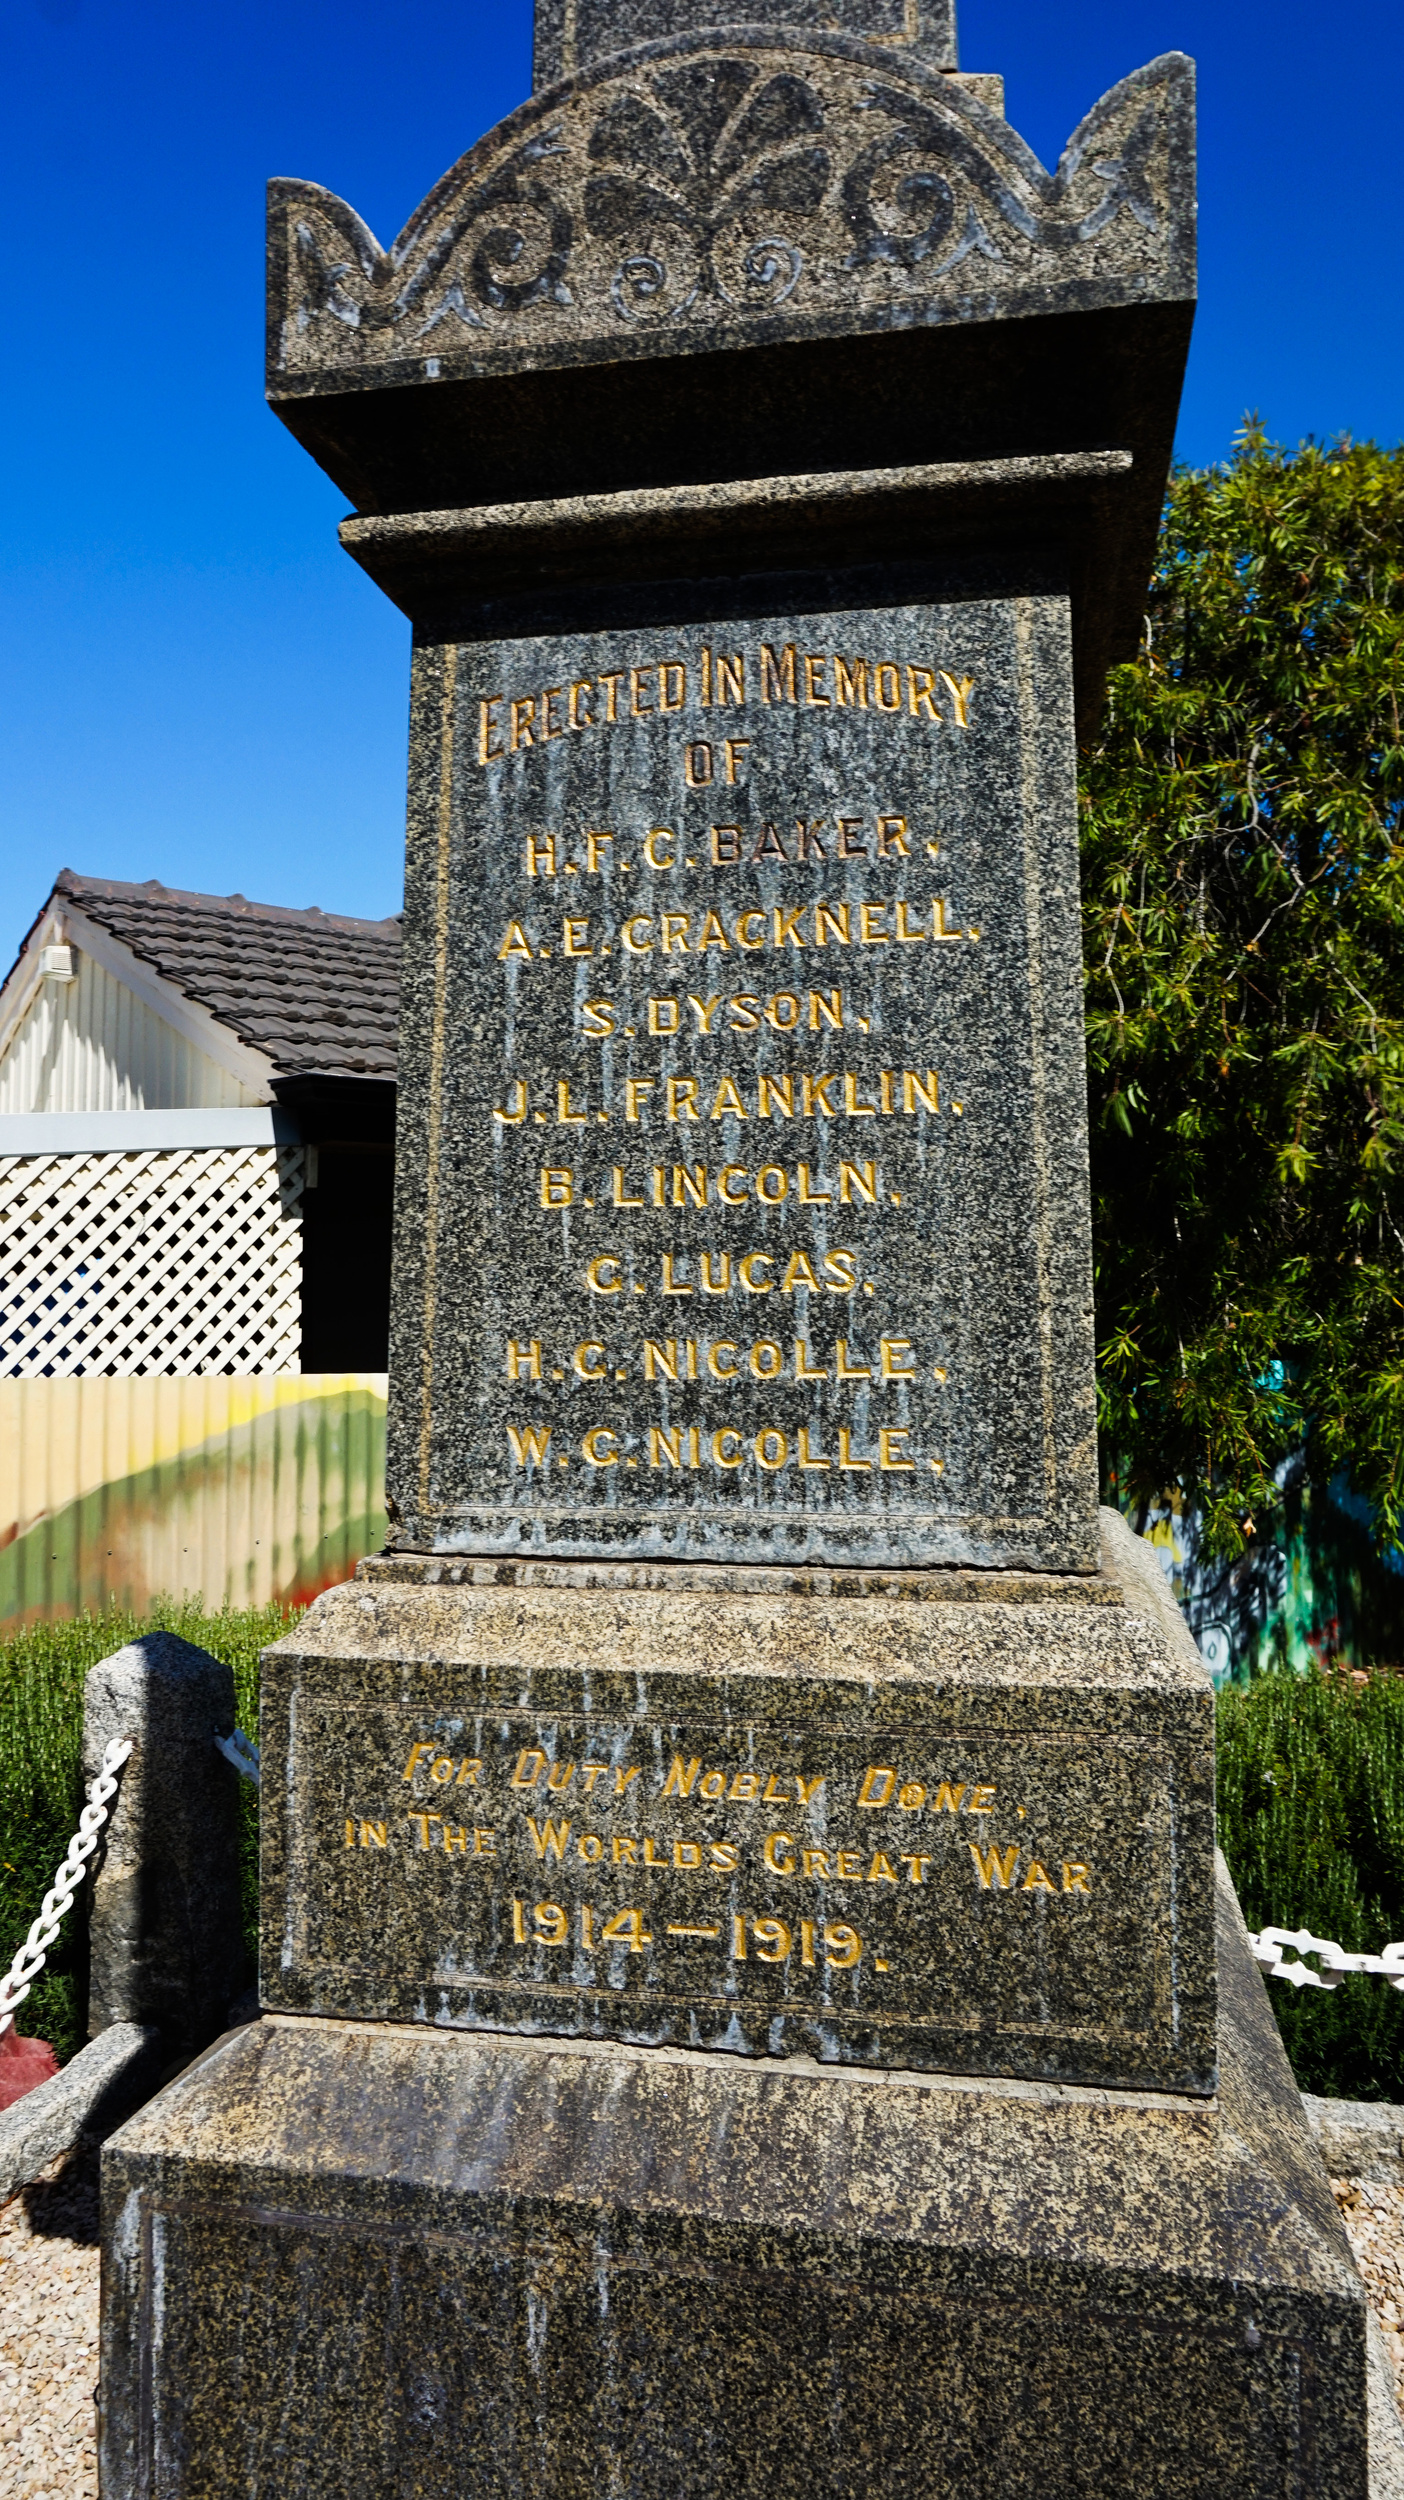 ERECTED IN MEMORY
OF
H. F. C. BAKER,
A. E. CRACKNELL,
S. DYSON,
J. L. FRANKLIN,
B. LINCOLN,
G. LUCAS,
H. G. NICOLLE,
W. G. NICOLLE,
FOR DUTY NOBLY DONE,
IN THE WORLDS GREAT WAR
1914 — 1919.